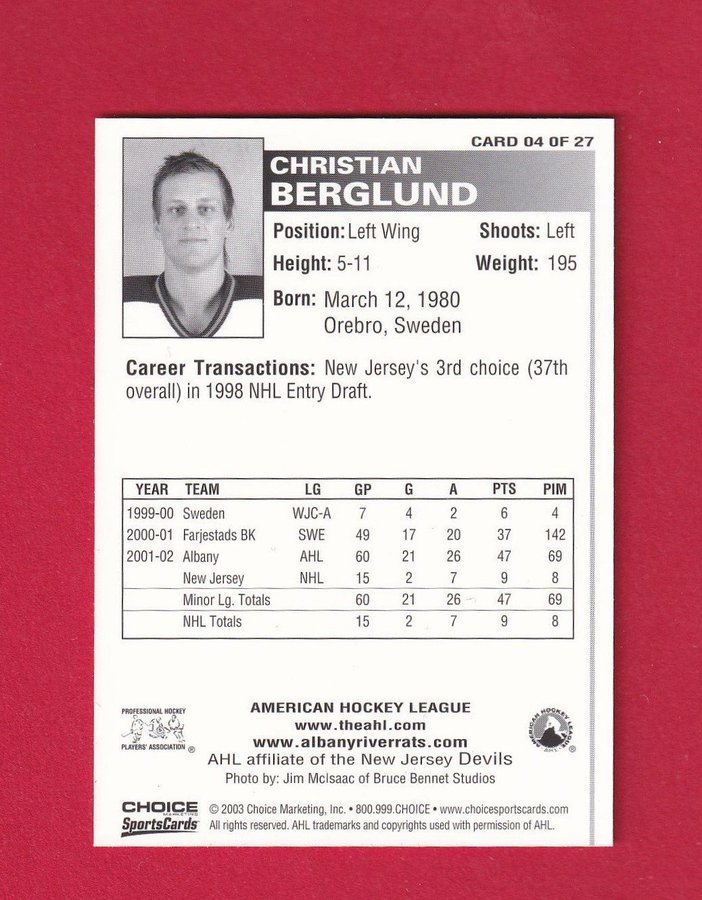 CARD 04 OF 27
CHRISTIAN
BERGLUND
Position: Left Wing Shoots: Left
Height: 5-11 Weight: 195
Born: March 12, 1980
Orebro, Sweden
Career Transactions: New Jersey's 3rd choice (37th
overall) in 1998 NHL Entry Draft.
YEAR TEAM LG GP G A PTS PIM
1999-00 Sweden WJC-A 7 4 2 6 4
2000-01 Farjestads BK SWE 49 17 20 37 142
2001-02 Albany AHL 60 21 26 47 69
New Jersey NHL 15 2 7 9 8
Minor Lg. Totals 60 21 26 47 69
NHL Totals 15 2 7 9 8
PROFESSIONAL HOCKEY
PLAYERS' ASSOCIATION ®
AMERICAN HOCKEY LEAGUE
www.theahl.com
www.albanyriverrats.com
AHL affiliate of the New Jersey Devils
Photo by: Jim McIsaac of Bruce Bennet Studios
AMERICAN HOCKEY LEAGUE
AHL ®
CHOICE
MARKETING
SportsCards
© 2003 Choice Marketing, Inc. • 800.999.CHOICE • www.choicesportscards.com
All rights reserved. AHL trademarks and copyrights used with permission of AHL.